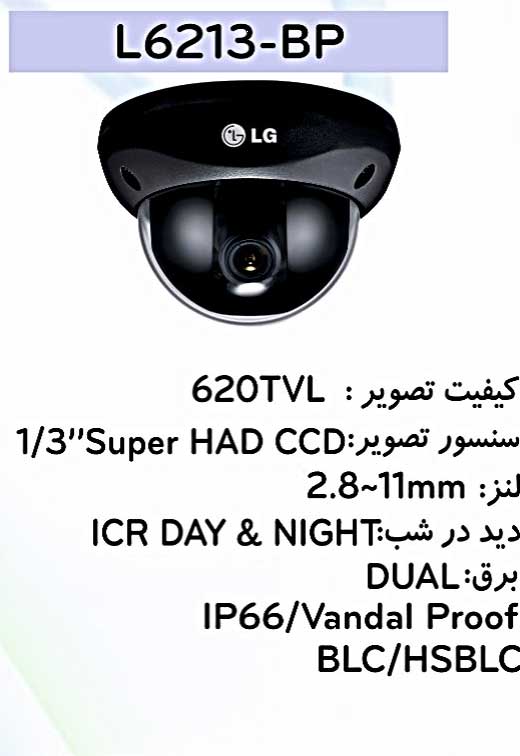 L6213-BP
LG
کیفیت تصویر : 620TVL
سنسور تصویر:1/3”Super HAD CCD
لنز: 2.8~11mm
دید در شب:ICR DAY & NIGHT
برق:DUAL
IP66/Vandal Proof
BLC/HSBLC